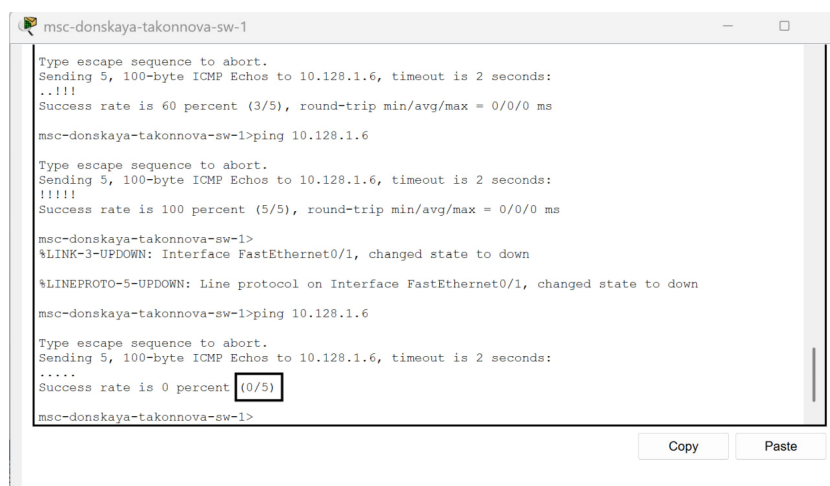 msc-donskaya-takonnova-sw-1
Type escape sequence to abort.
Sending 5, 100-byte ICMP Echos to 10.128.1.6, timeout is 2 seconds:
..!!!
Success rate is 60 percent (3/5), round-trip min/avg/max = 0/0/0 ms
msc-donskaya-takonnova-sw-1>ping 10.128.1.6
Type escape sequence to abort.
Sending 5, 100-byte ICMP Echos to 10.128.1.6, timeout is 2 seconds:
!!!!!
Success rate is 100 percent (5/5), round-trip min/avg/max = 0/0/0 ms
msc-donskaya-takonnova-sw-1>
%LINK-3-UPDOWN: Interface FastEthernet0/1, changed state to down
%LINEPROTO-5-UPDOWN: Line protocol on Interface FastEthernet0/1, changed state to down
msc-donskaya-takonnova-sw-1>ping 10.128.1.6
Type escape sequence to abort.
Sending 5, 100-byte ICMP Echos to 10.128.1.6, timeout is 2 seconds:
.....
Success rate is 0 percent (0/5)
msc-donskaya-takonnova-sw-1>
Copy Paste